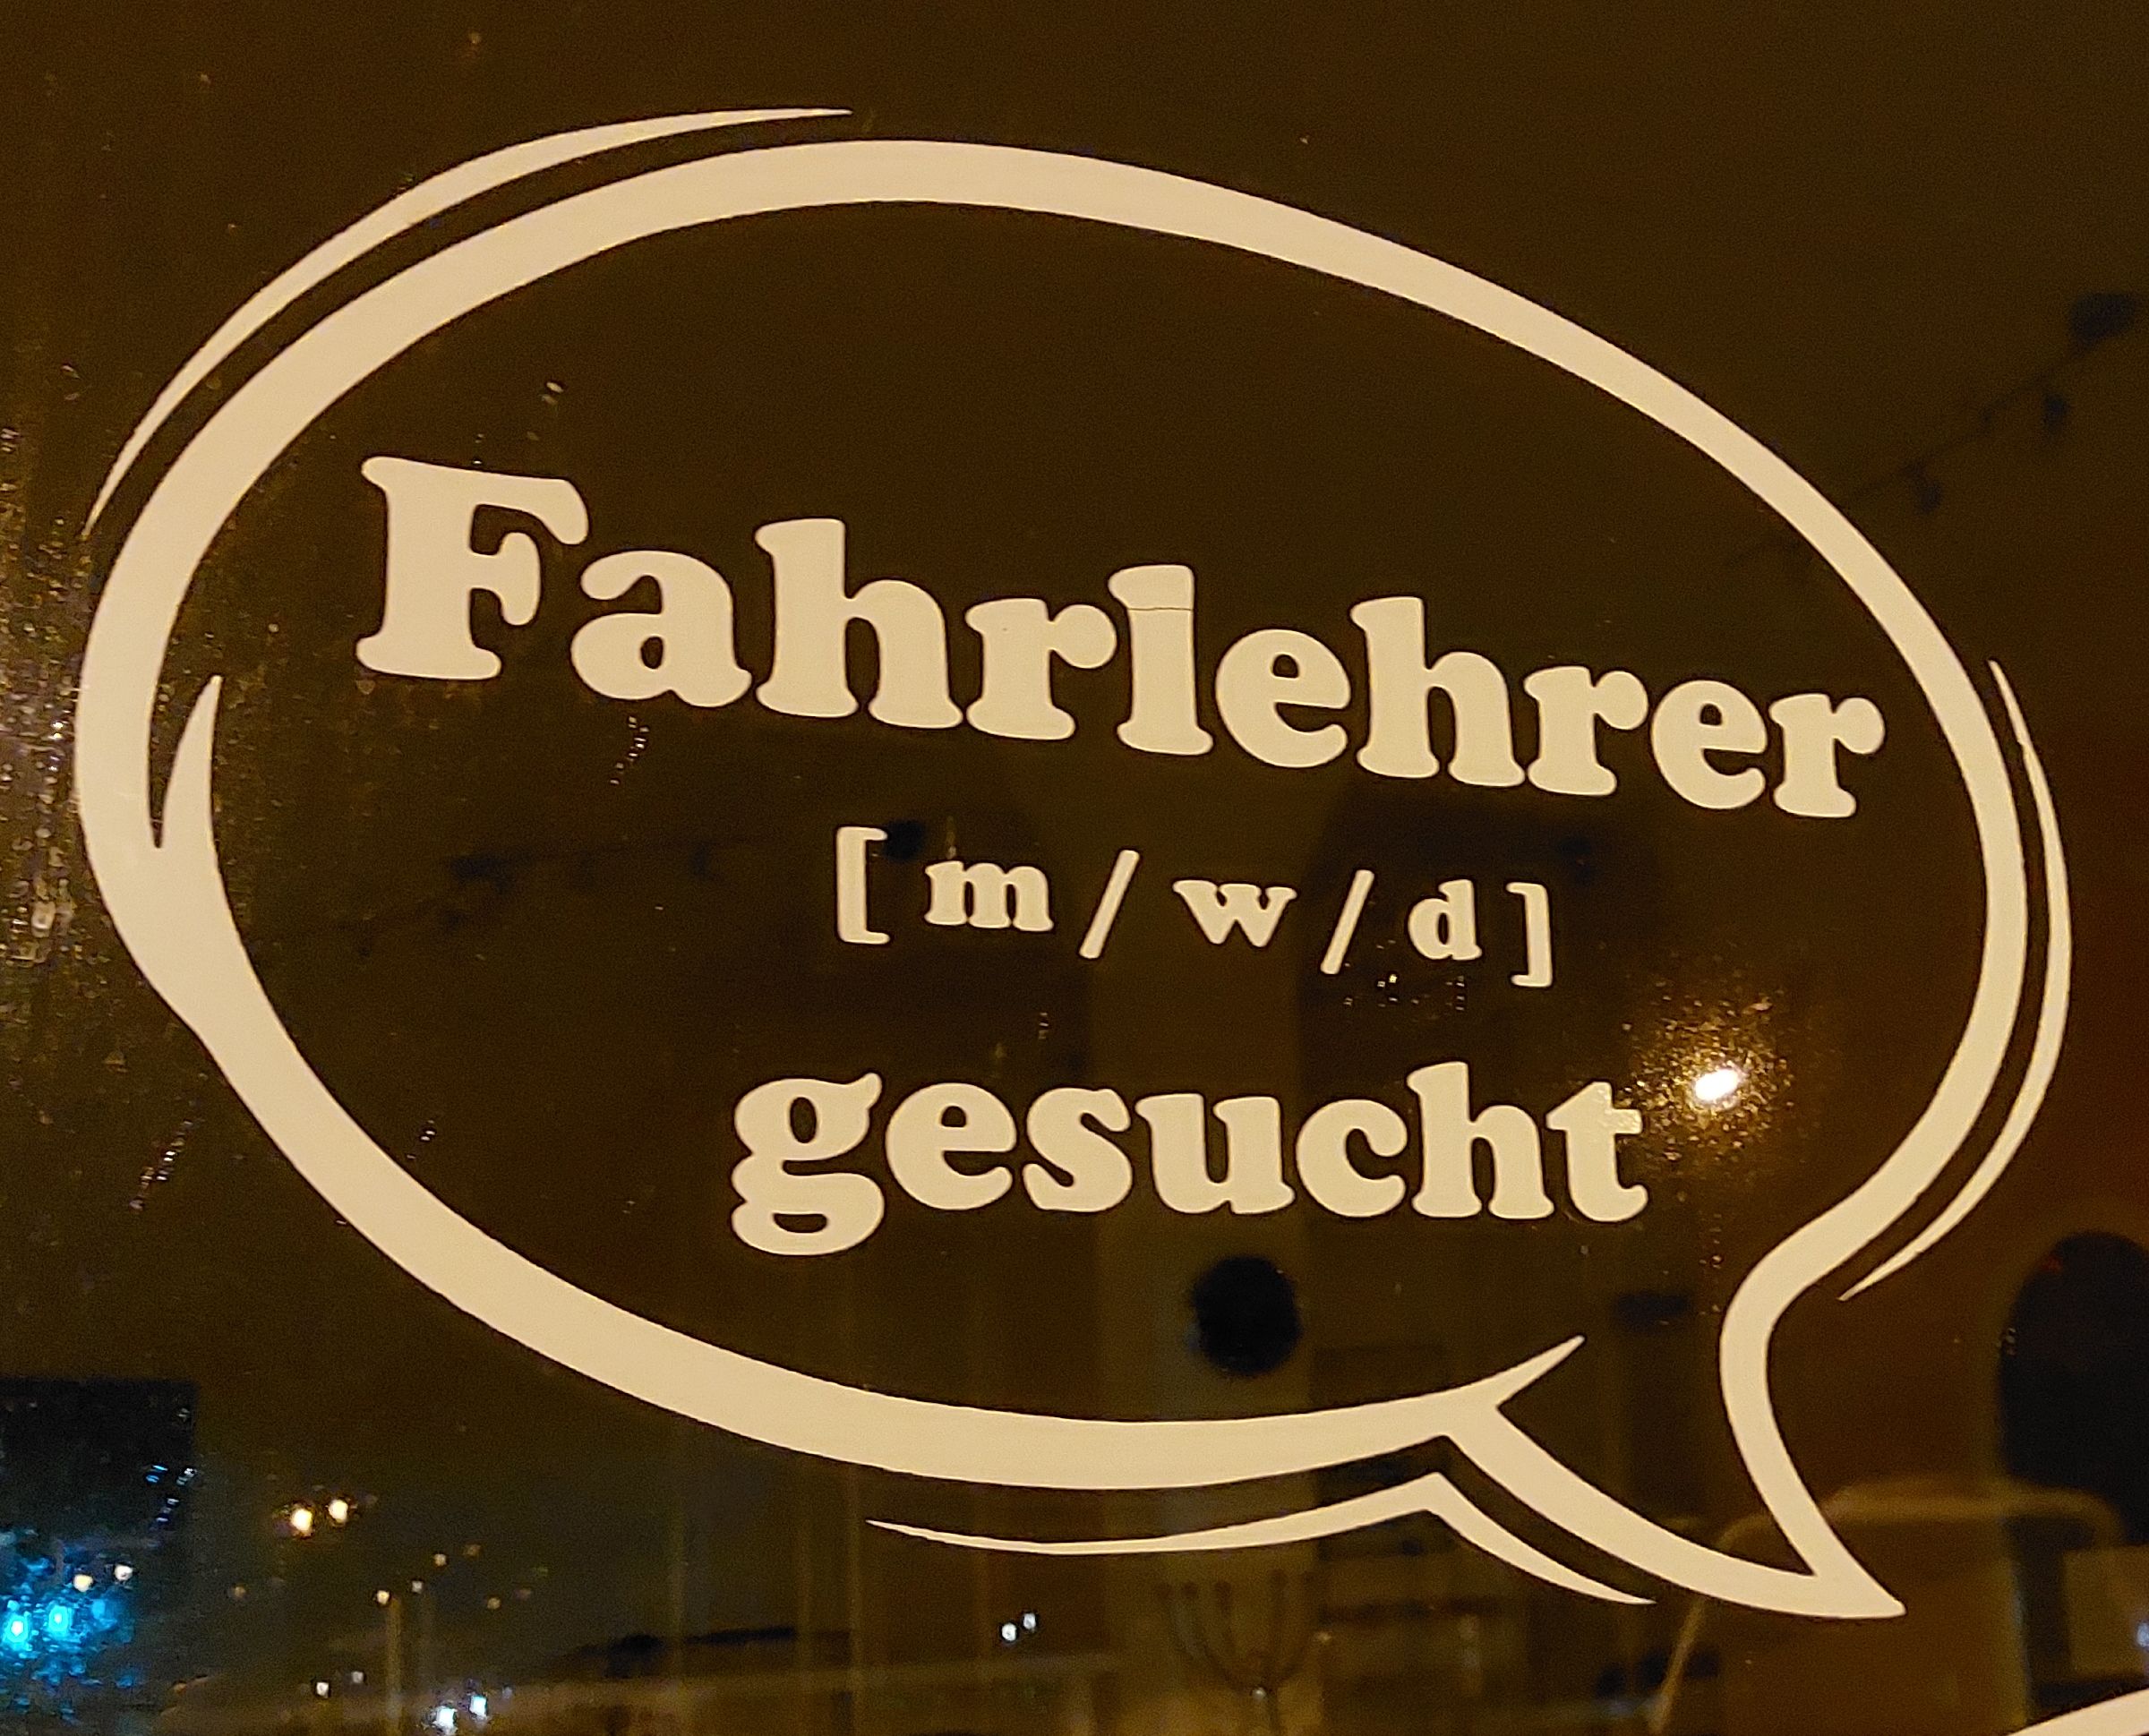 Fahrlehrer
[ m / w / d ]
gesucht